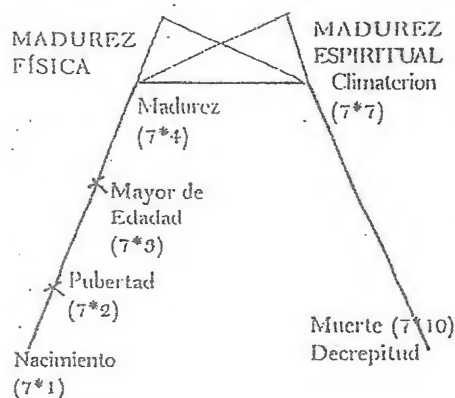 MADUREZ
FÍSICA
MADUREZ
ESPIRITUAL
Climaterion
(7*7)
Madurez
(7*4)
Mayor de
Edadad
(7*3)
Pubertad
(7*2)
Nacimiento
(7*1)
Muerte (7*10)
Decrepitud